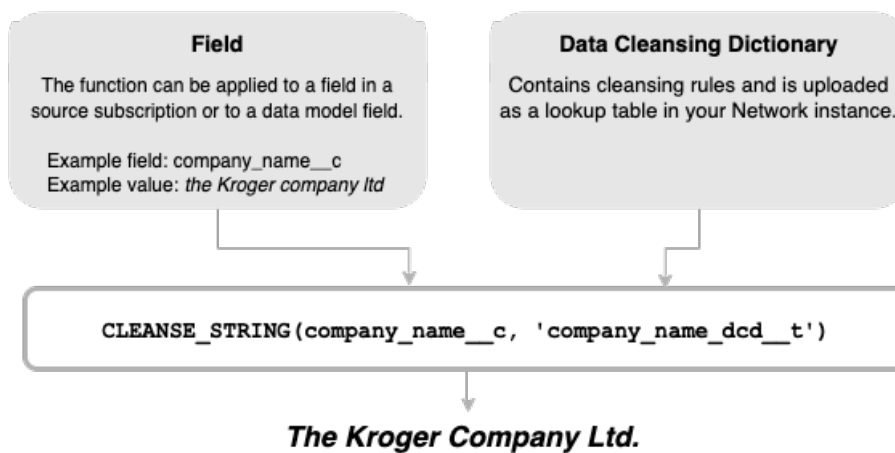 Field
The function can be applied to a field in a
source subscription or to a data model field.
Example field: company_name__c
Example value: the Kroger company ltd
Data Cleansing Dictionary
Contains cleansing rules and is uploaded
as a lookup table in your Network instance.
CLEANSE_STRING(company_name__c, 'company_name_dcd__t')
The Kroger Company Ltd.